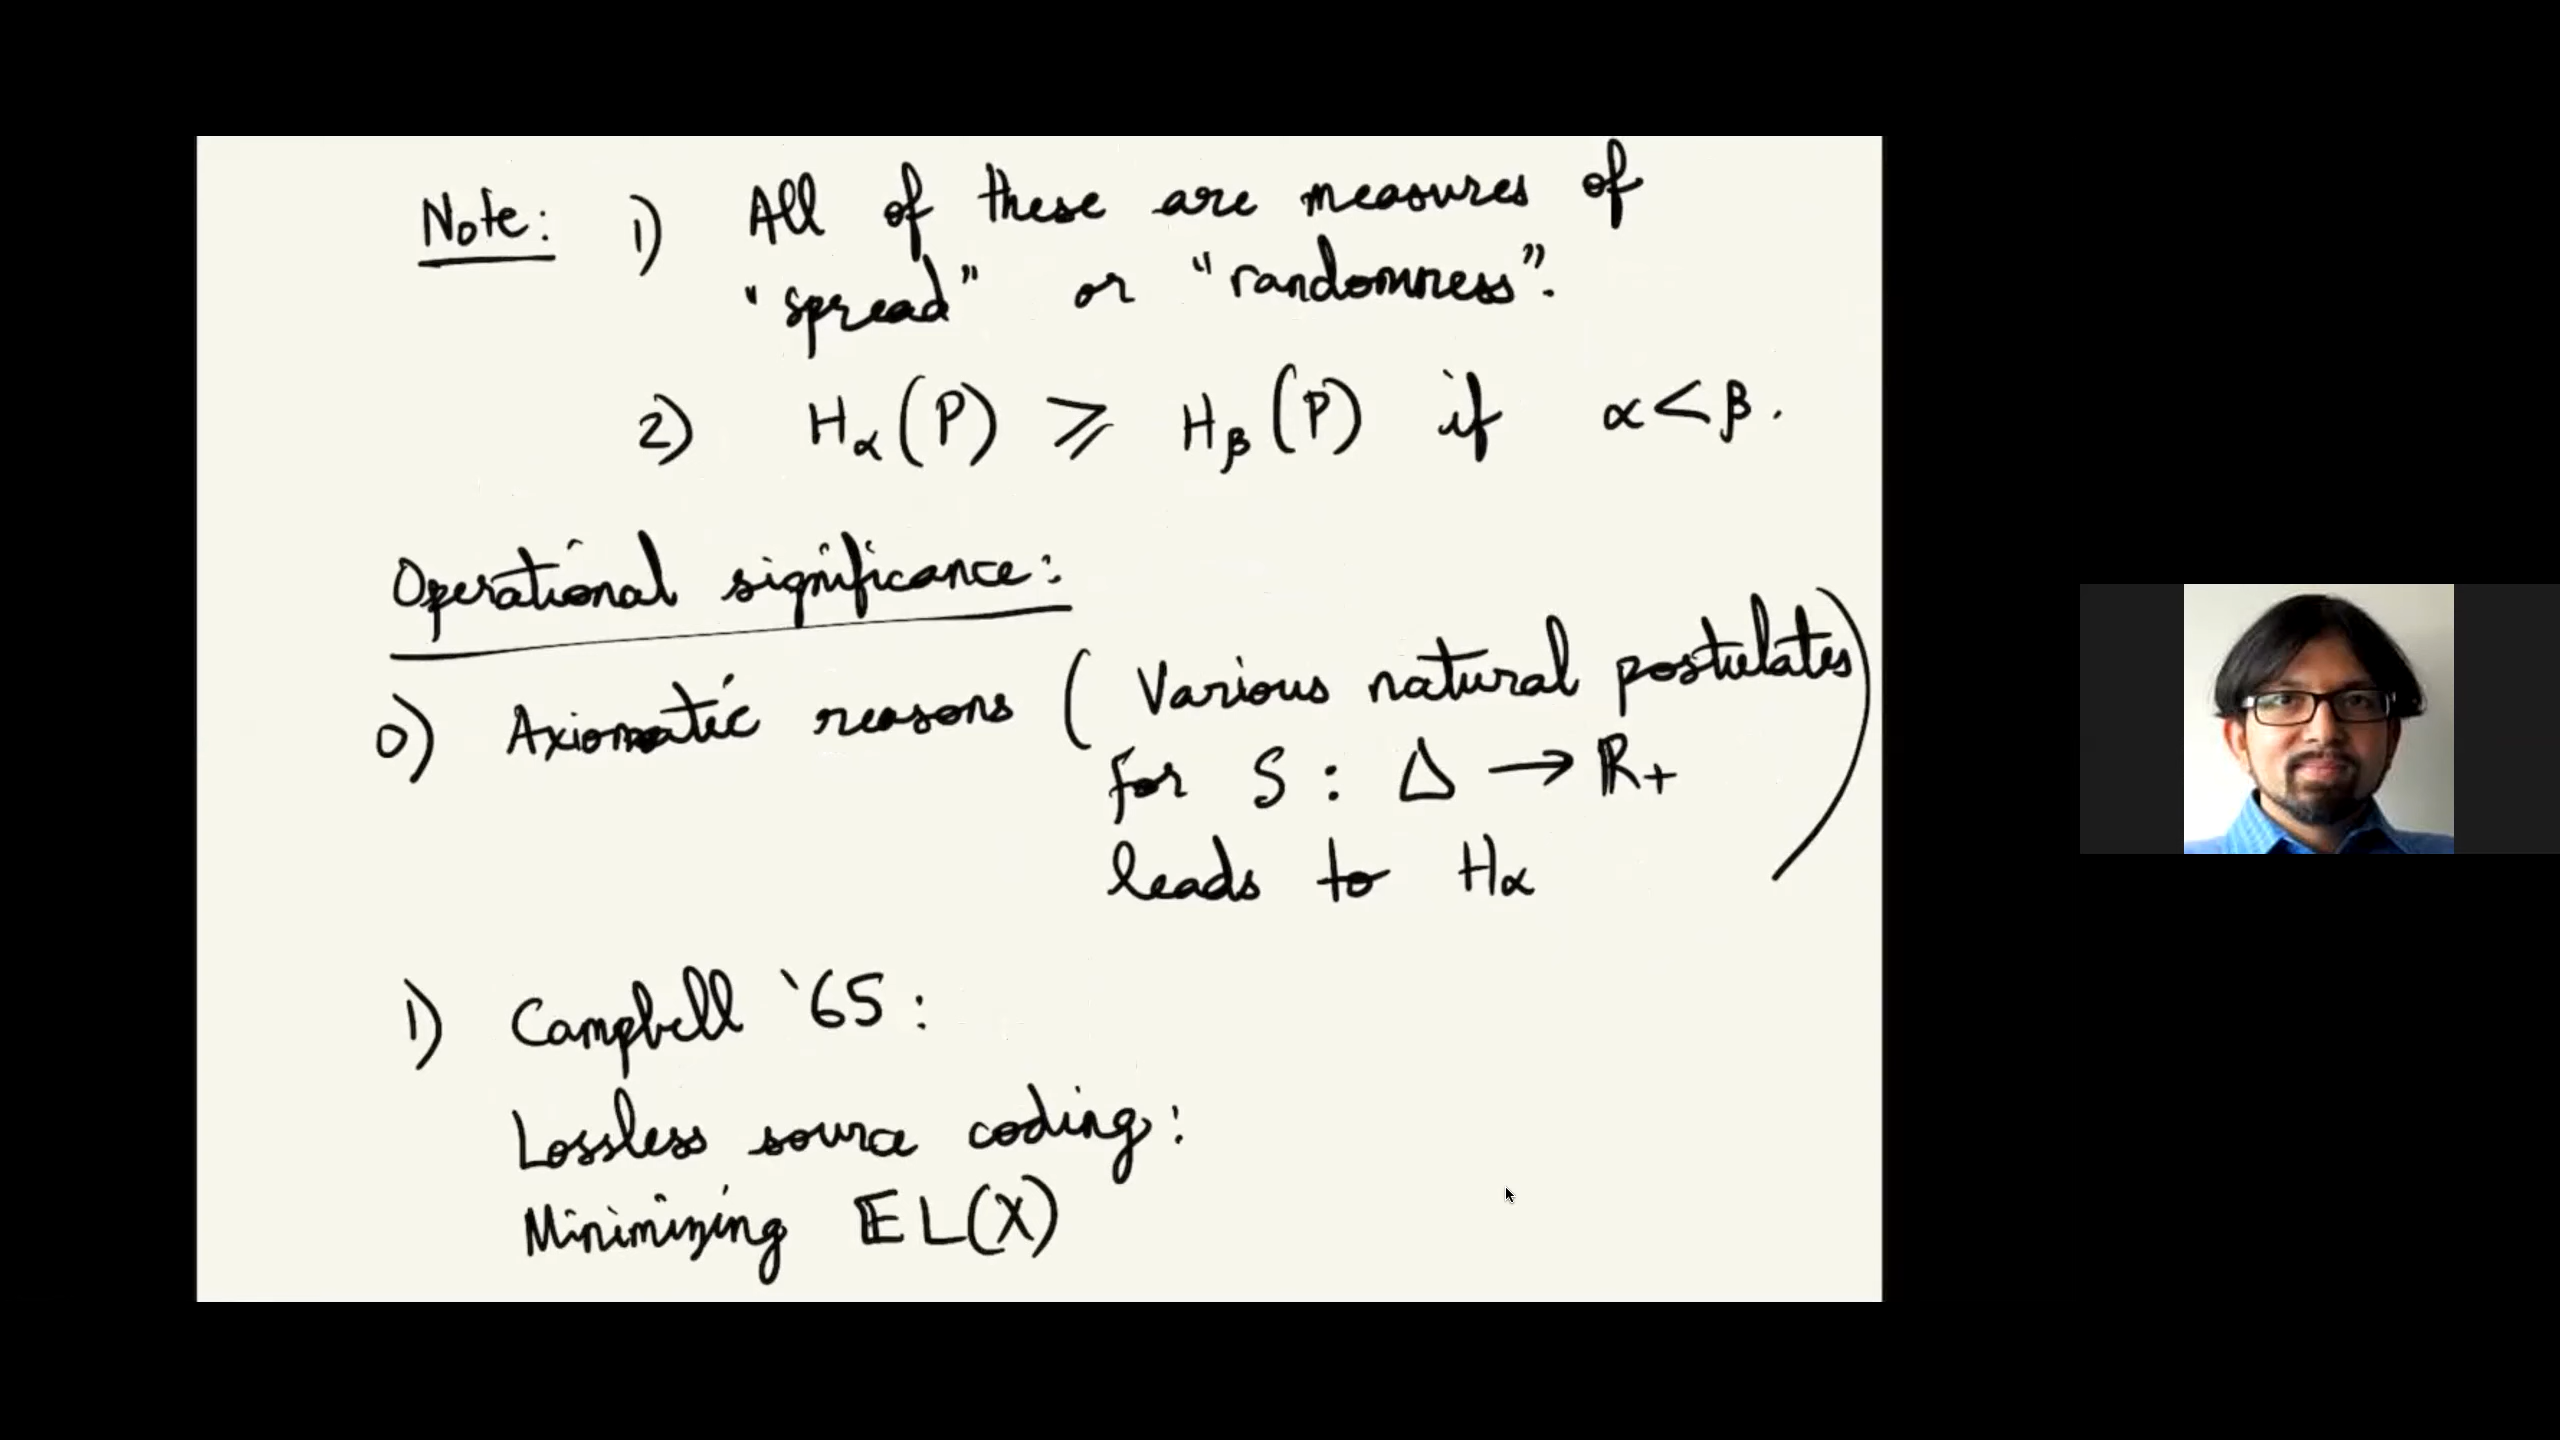 Note: 1) All of these are measures of
"spread" or "randomness".
2) Hα(P) ⩾ Hβ(P) if α<β.
Operational significance:
0) Axiomatic reasons ( Various natural postulates
for S : Δ → ℝ+
leads to Hα )
1) Campbell '65 :
Lossless source coding:
Minimizing 𝔼 L(X)